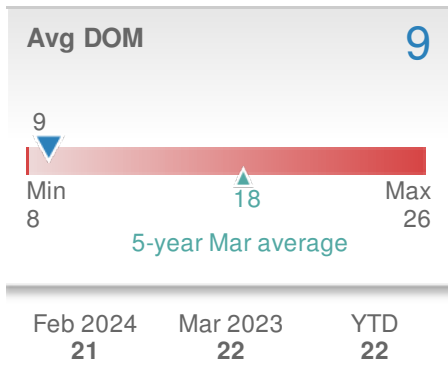 Avg DOM 9
9
Min Max
8 18 26
5-year Mar average
Feb 2024 Mar 2023 YTD
21 22 22